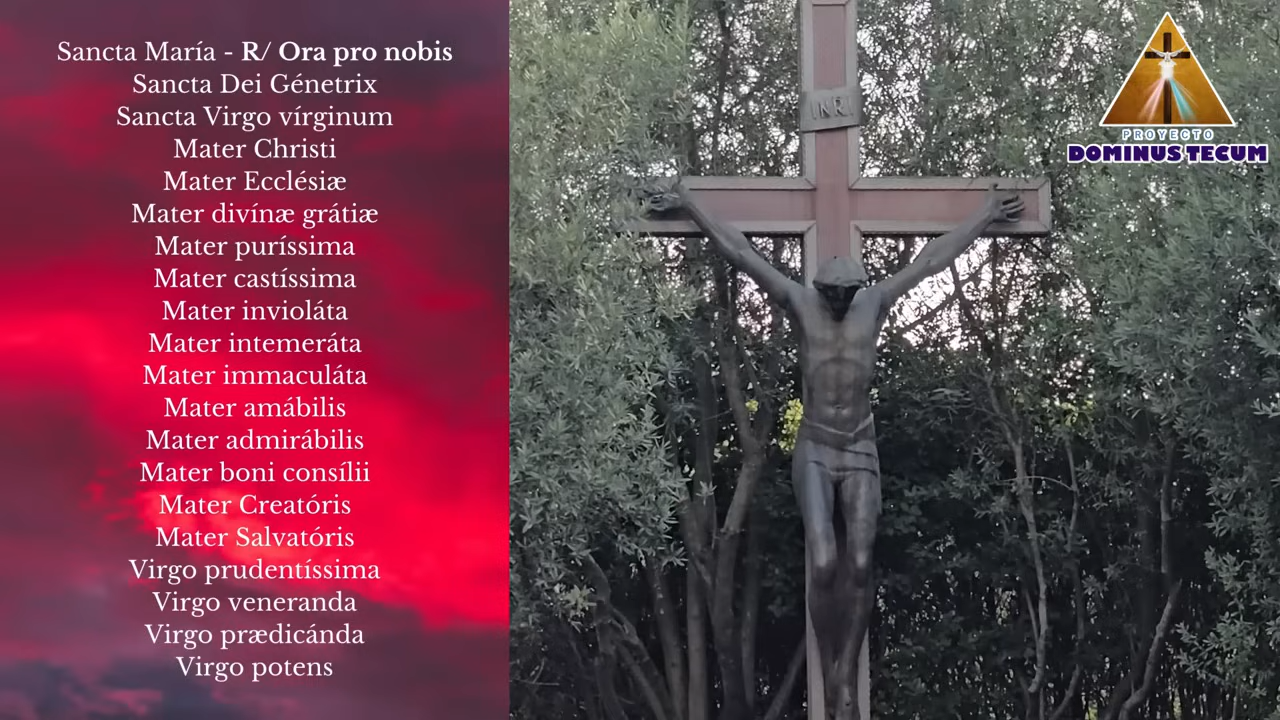 Sancta María - R/ Ora pro nobis
Sancta Dei Génetrix
Sancta Virgo vírginum
Mater Christi
Mater Ecclésiæ
Mater divínæ grátiæ
Mater puríssima
Mater castíssima
Mater invioláta
Mater intemeráta
Mater immaculáta
Mater amábilis
Mater admirábilis
Mater boni consílii
Mater Creatóris
Mater Salvatóris
Virgo prudentíssima
Virgo veneranda
Virgo prædicánda
Virgo potens
INRI
PROYECTO
DOMINUS TECUM